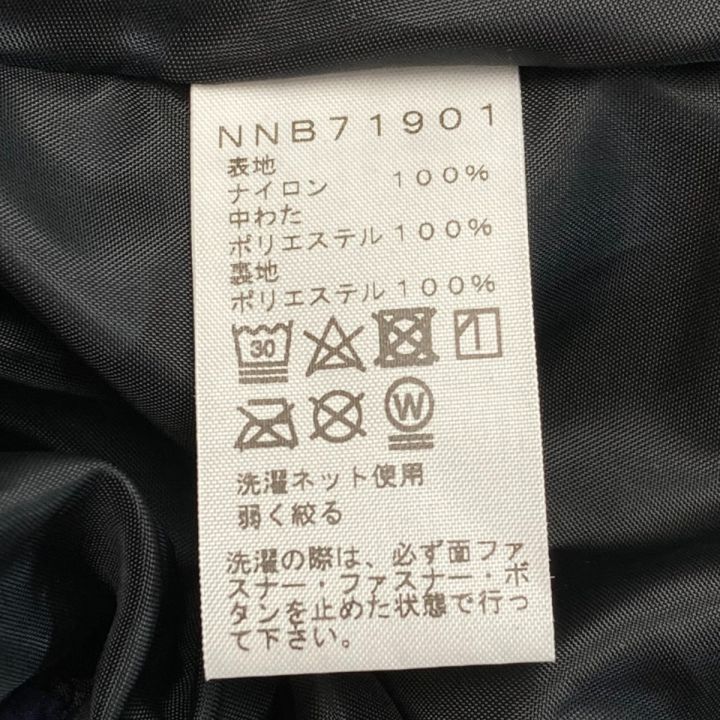 NNB71901
表地
ナイロン 100%
中わた
ポリエステル100%
裏地
ポリエステル100%
30
W
洗濯ネット使用
弱く絞る
洗濯の際は、必ず面ファ
スナー・ファスナー・ボ
タンを止めた状態で行っ
て下さい。